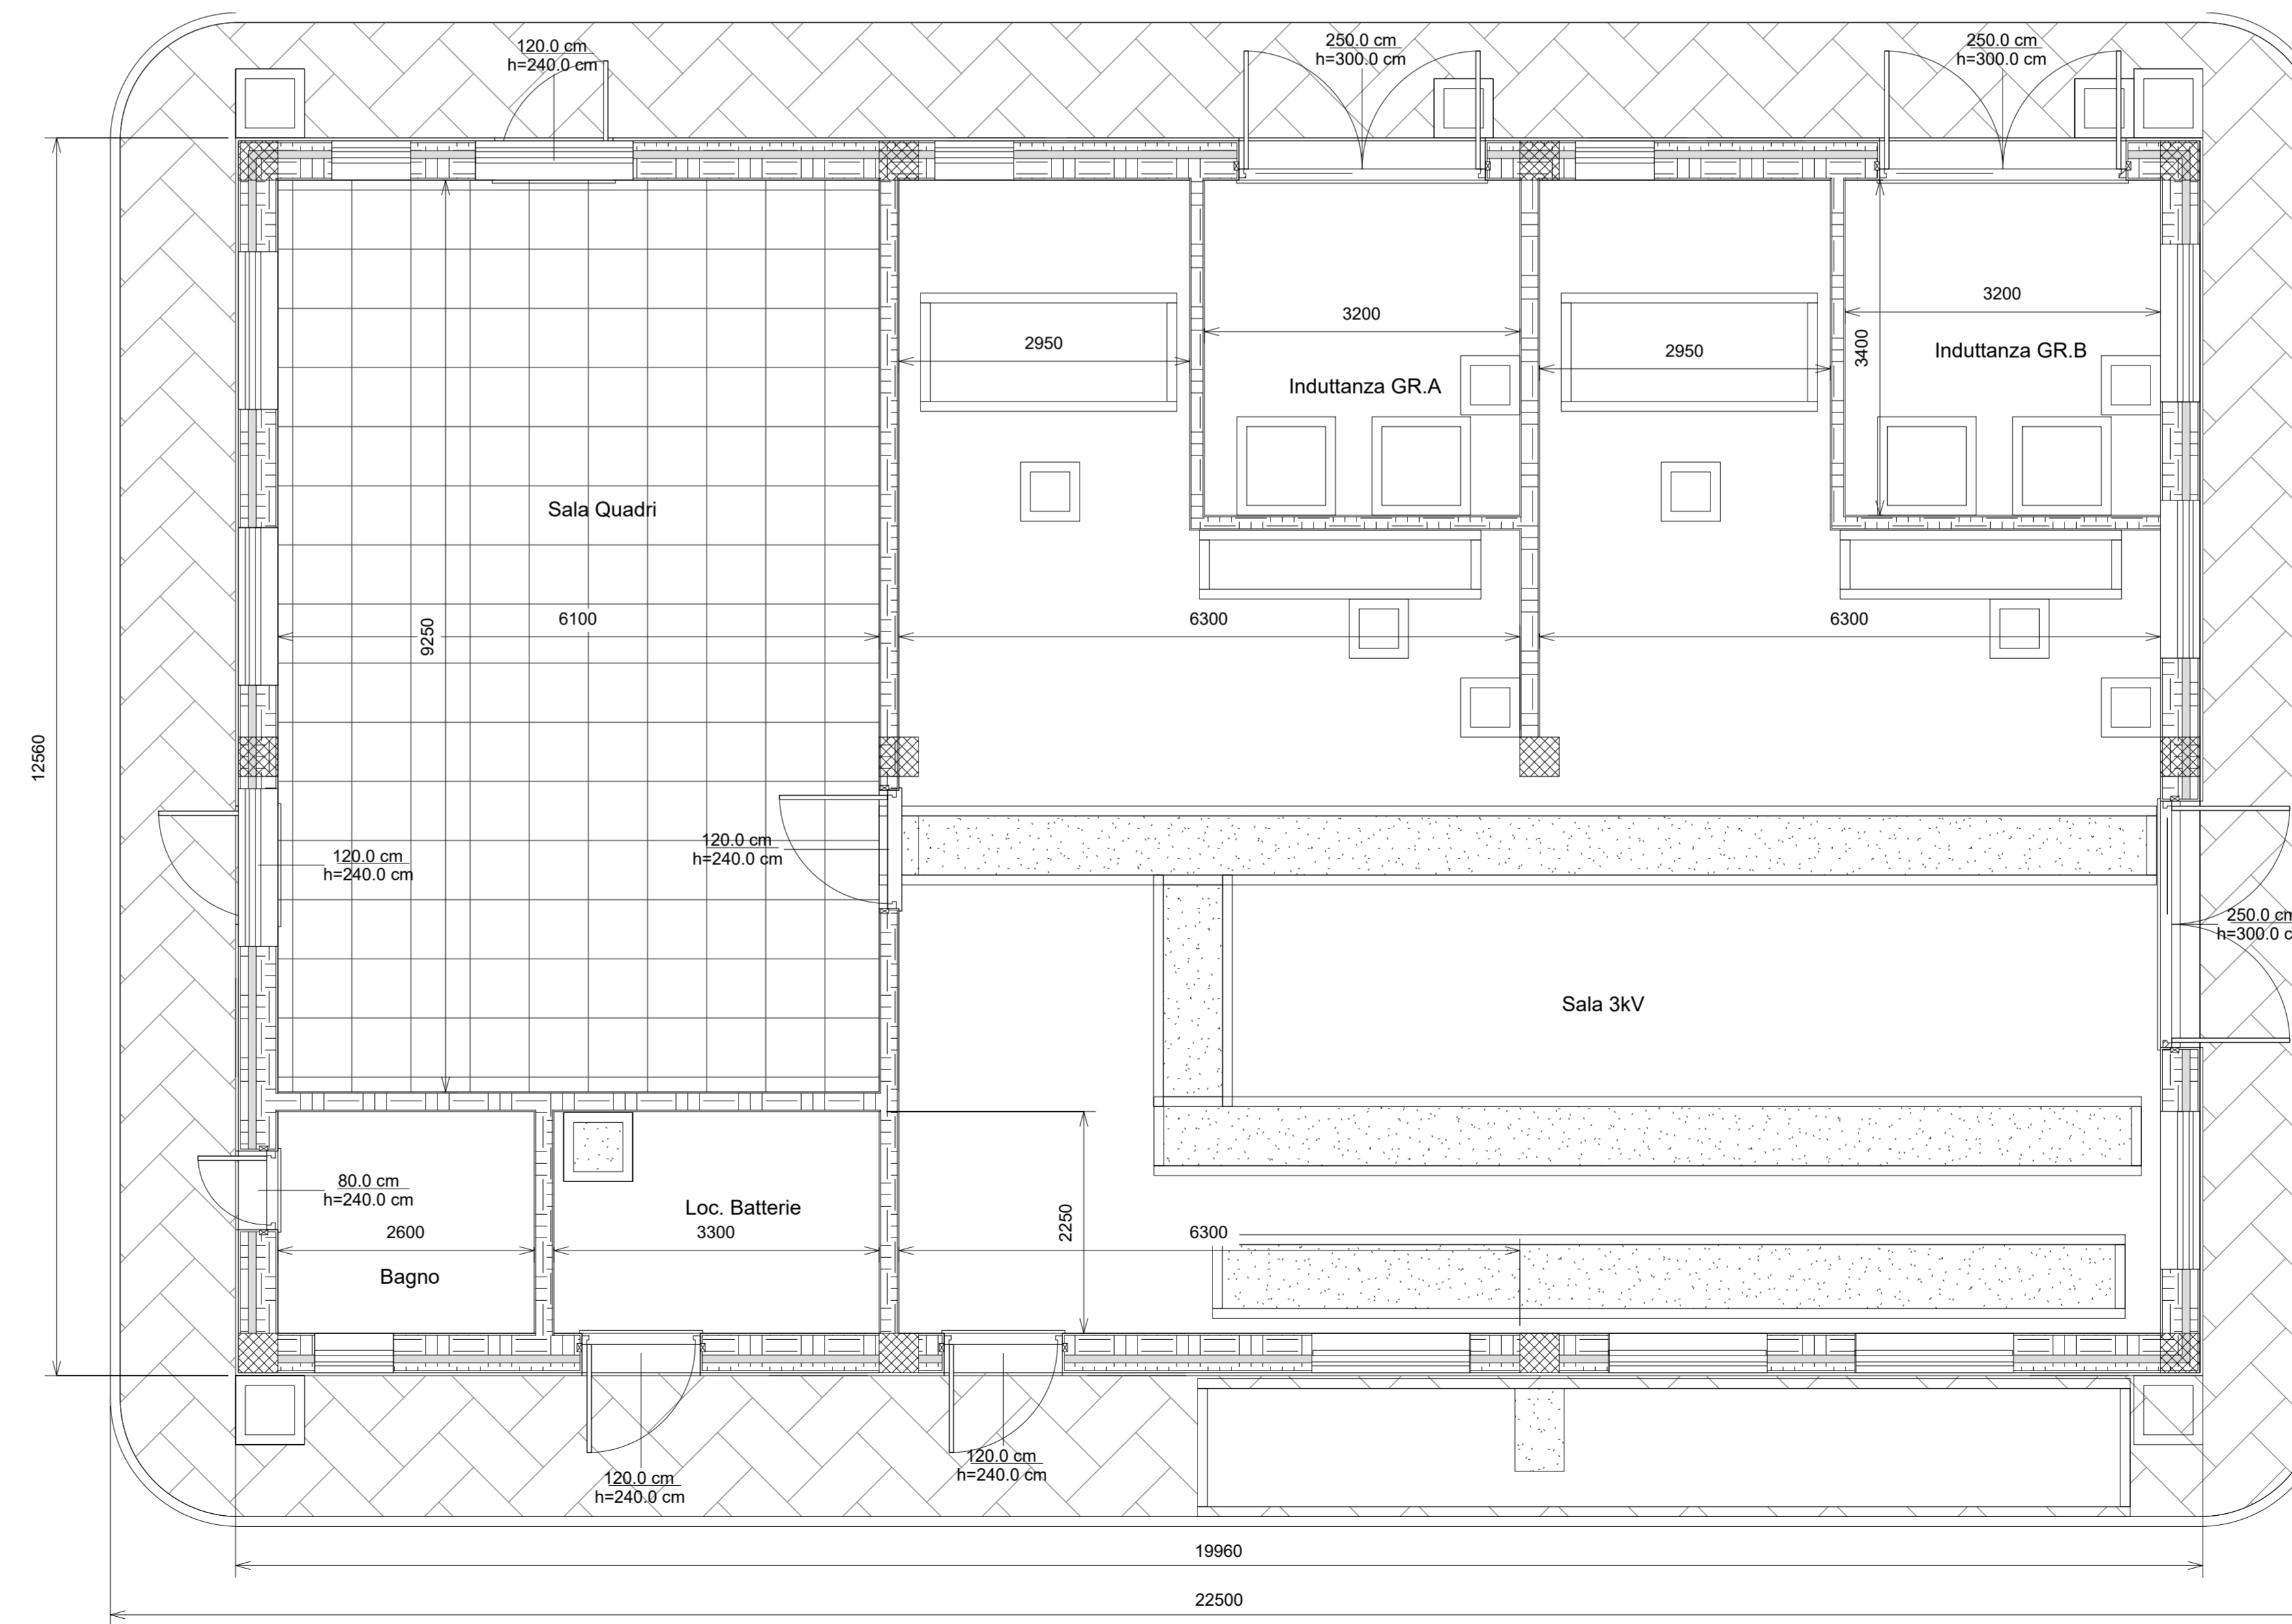 120.0 cm
h=240.0 cm
250.0 cm
h=300.0 cm
250.0 cm
h=300.0 cm
3200
3200
2950
2950
3400
Induttanza GR.A
Induttanza GR.B
Sala Quadri
6100
9250
6300
6300
12560
120.0 cm
h=240.0 cm
120.0 cm
h=240.0 cm
250.0 cm
h=300.0 c
Sala 3kV
80.0 cm
h=240.0 cm
2600
Bagno
Loc. Batterie
3300
2250
6300
120.0 cm
h=240.0 cm
120.0 cm
h=240.0 cm
19960
22500